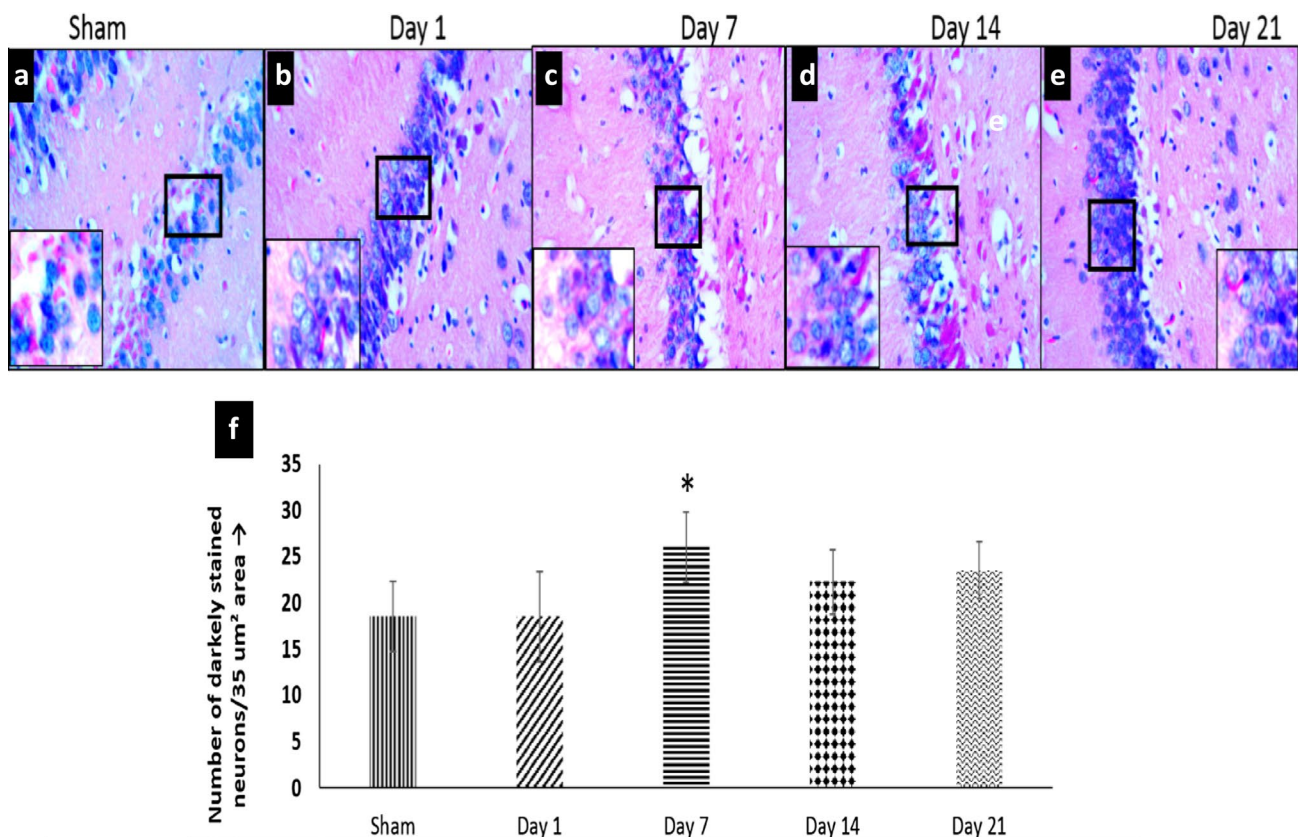 Sham Day 1 Day 7 Day 14 Day 21
a b c d e
e
f
Number of darkely stained
neurons/35 um² area →
35
30
25
20
15
10
5
0
*
Sham Day 1 Day 7 Day 14 Day 21